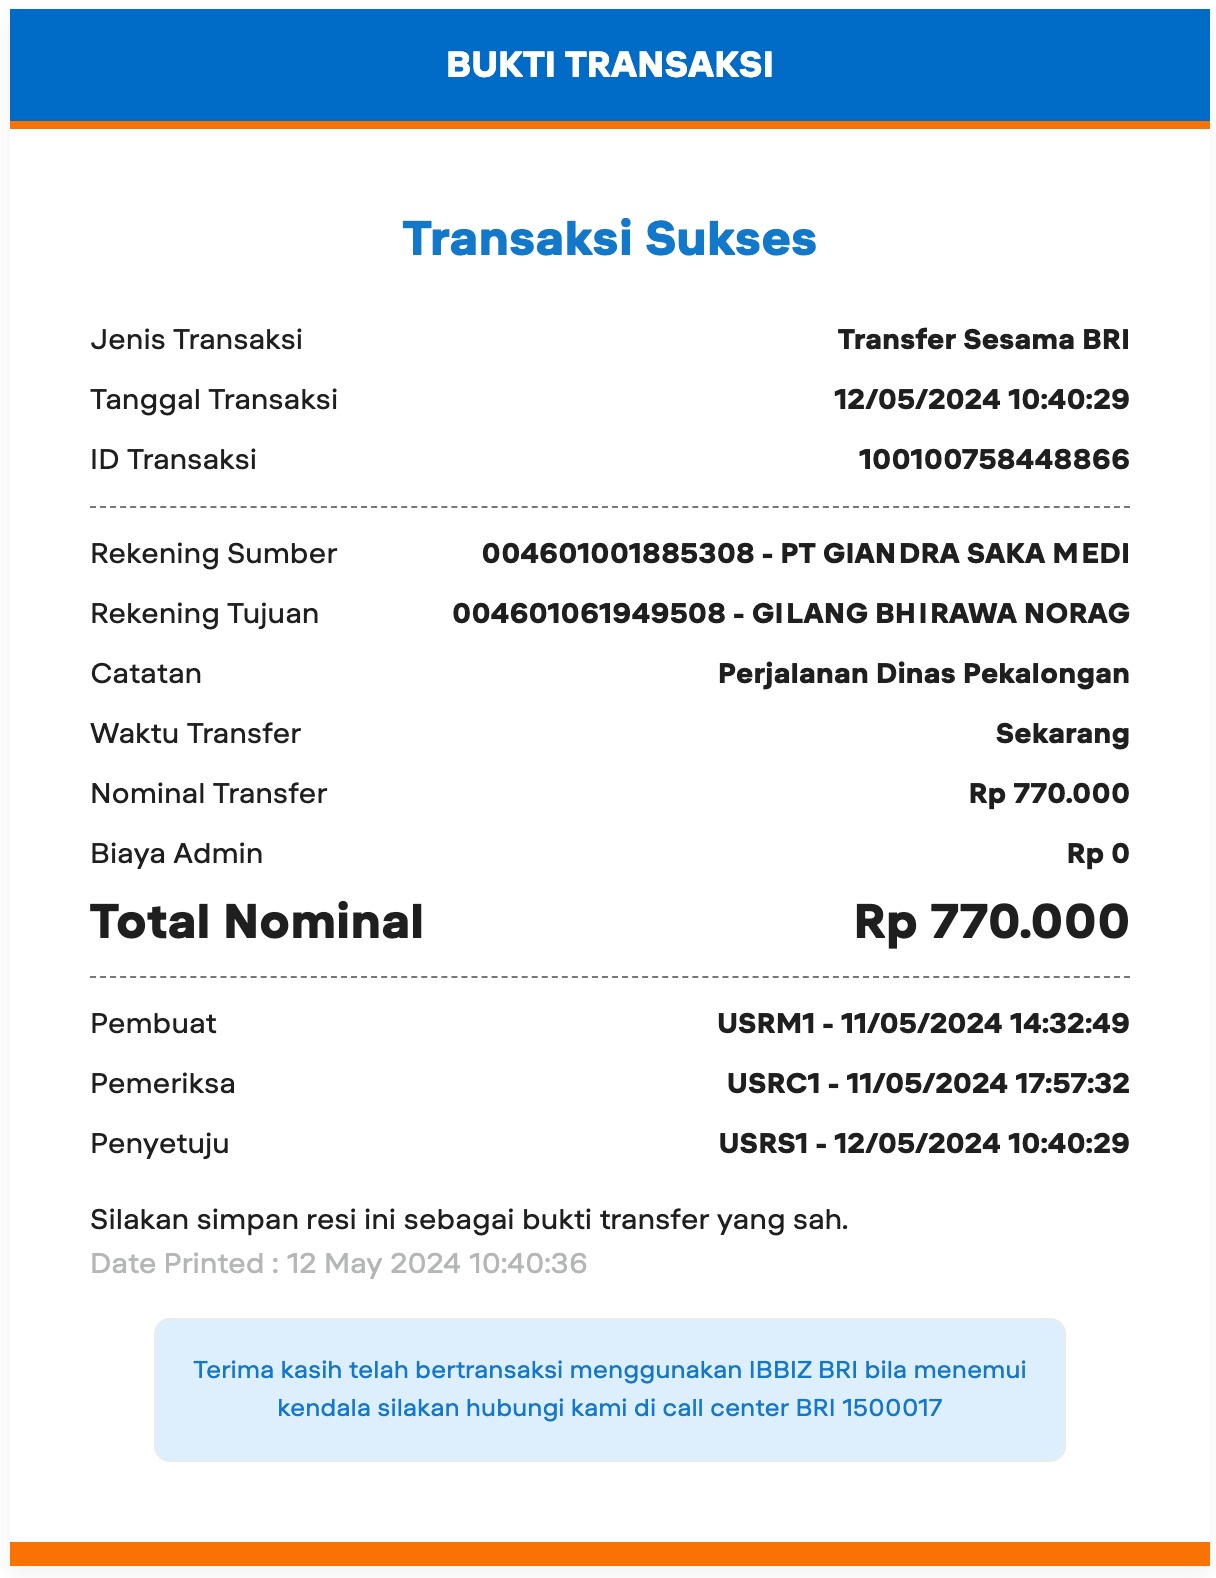 BUKTI TRANSAKSI
Transaksi Sukses
Jenis Transaksi Transfer Sesama BRI
Tanggal Transaksi 12/05/2024 10:40:29
ID Transaksi 100100758448866
Rekening Sumber 004601001885308 - PT GIANDRA SAKA MEDI
Rekening Tujuan 004601061949508 - GILANG BHIRAWA NORAG
Catatan Perjalanan Dinas Pekalongan
Waktu Transfer Sekarang
Nominal Transfer Rp 770.000
Biaya Admin Rp 0
Total Nominal Rp 770.000
Pembuat USRM1 - 11/05/2024 14:32:49
Pemeriksa USRC1 - 11/05/2024 17:57:32
Penyetuju USRS1 - 12/05/2024 10:40:29
Silakan simpan resi ini sebagai bukti transfer yang sah.
Date Printed : 12 May 2024 10:40:36
Terima kasih telah bertransaksi menggunakan IBBIZ BRI bila menemui
kendala silakan hubungi kami di call center BRI 1500017